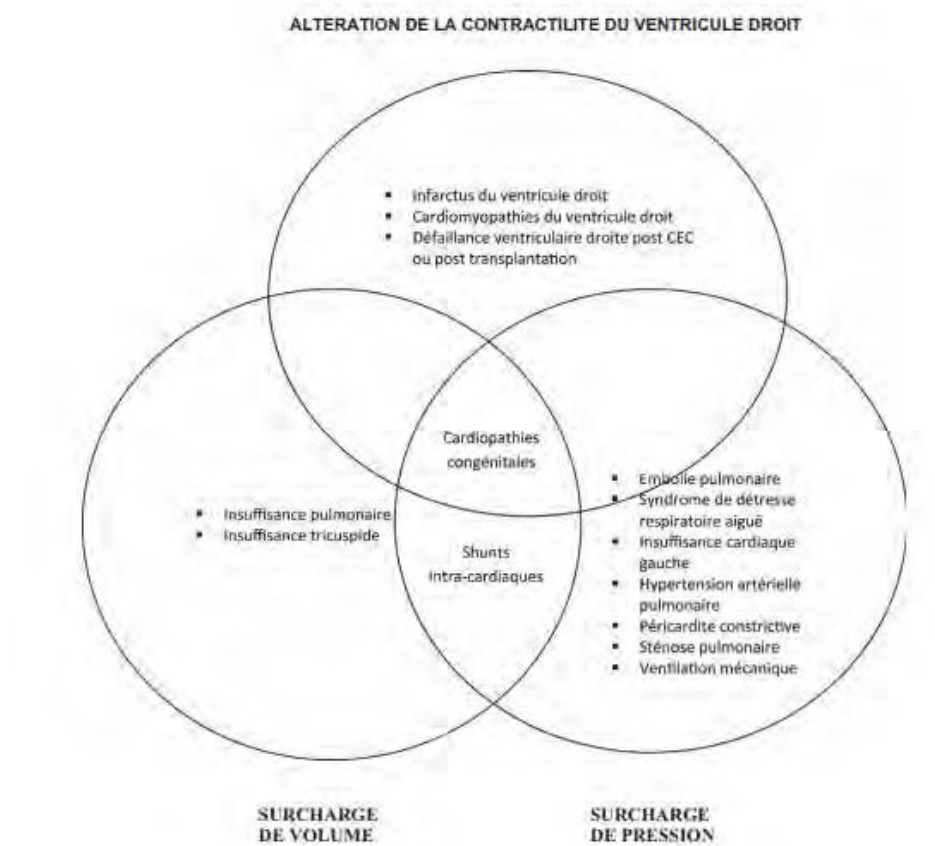 ALTERATION DE LA CONTRACTILITE DU VENTRICULE DROIT
▪ Infarctus du ventricule droit
▪ Cardiomyopathies du ventricule droit
▪ Défaillance ventriculaire droite post CEC
ou post transplantation
Cardiopathies
congénitales
▪ Insuffisance pulmonaire
▪ Insuffisance tricuspide
Shunts
Intra-cardiaques
▪ Embolie pulmonaire
▪ Syndrome de détresse
respiratoire aiguë
▪ Insuffisance cardiaque
gauche
▪ Hypertension artérielle
pulmonaire
▪ Péricardite constrictive
▪ Sténose pulmonaire
▪ Ventilation mécanique
SURCHARGE
DE VOLUME
SURCHARGE
DE PRESSION